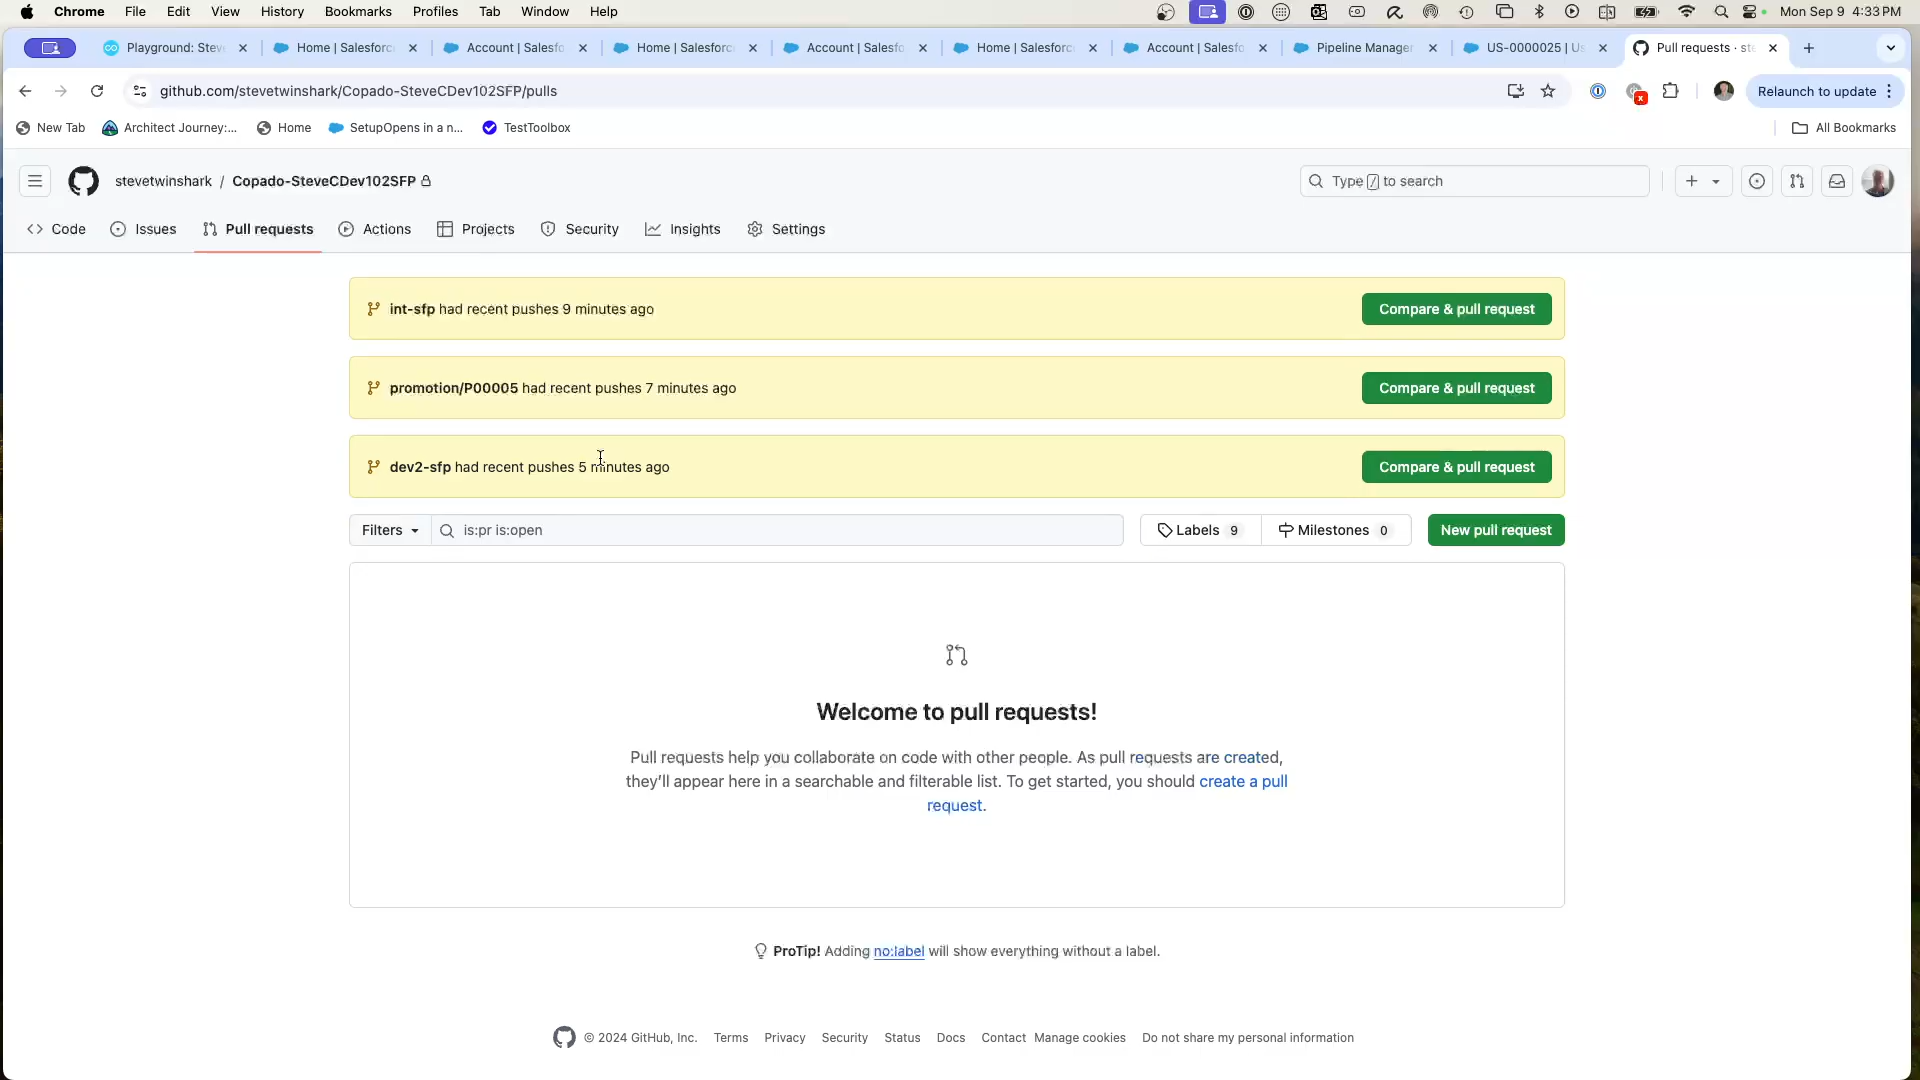 Chrome File Edit View History Bookmarks Profiles Tab Window Help Mon Sep 9 4:33 PM
Playground: Steve Home | Salesforc Account | Salesfo Home | Salesforc Account | Salesfo Home | Salesforc Account | Salesfo Pipeline Manager US-0000025 | Us Pull requests · ste
github.com/stevetwinshark/Copado-SteveCDev102SFP/pulls Relaunch to update
New Tab Architect Journey:... Home SetupOpens in a n... TestToolbox All Bookmarks
stevetwinshark / Copado-SteveCDev102SFP Type / to search
Code Issues Pull requests Actions Projects Security Insights Settings
int-sfp had recent pushes 9 minutes ago Compare & pull request
promotion/P00005 had recent pushes 7 minutes ago Compare & pull request
dev2-sfp had recent pushes 5 minutes ago Compare & pull request
Filters is:pr is:open Labels 9 Milestones 0 New pull request
Welcome to pull requests!
Pull requests help you collaborate on code with other people. As pull requests are created,
they'll appear here in a searchable and filterable list. To get started, you should create a pull
request.
ProTip! Adding no:label will show everything without a label.
© 2024 GitHub, Inc. Terms Privacy Security Status Docs Contact Manage cookies Do not share my personal information